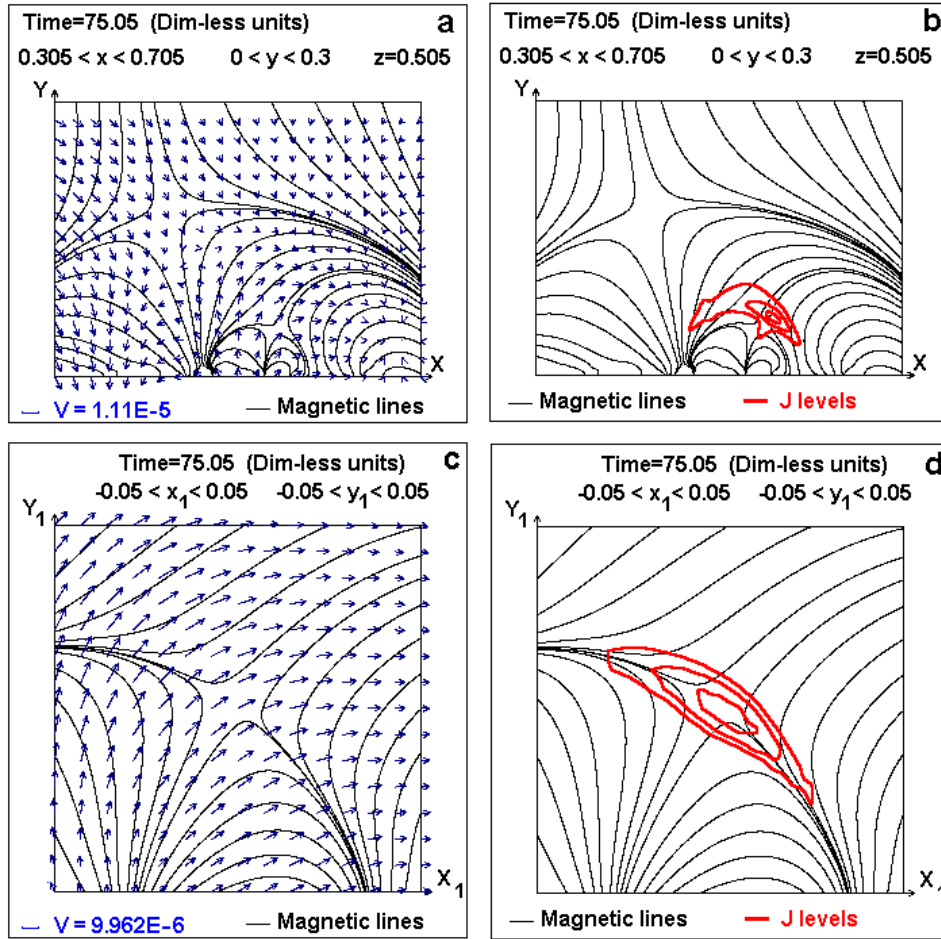 Time=75.05 (Dim-less units) a
0.305 < x < 0.705 0 < y < 0.3 z=0.505
Y
X
V = 1.11E-5 Magnetic lines
Time=75.05 (Dim-less units) b
0.305 < x < 0.705 0 < y < 0.3 z=0.505
Y
X
Magnetic lines J levels
Time=75.05 (Dim-less units) c
-0.05 < x1 < 0.05 -0.05 < y1 < 0.05
Y1
X1
V = 9.962E-6 Magnetic lines
Time=75.05 (Dim-less units) d
-0.05 < x1 < 0.05 -0.05 < y1 < 0.05
Y1
X1
Magnetic lines J levels